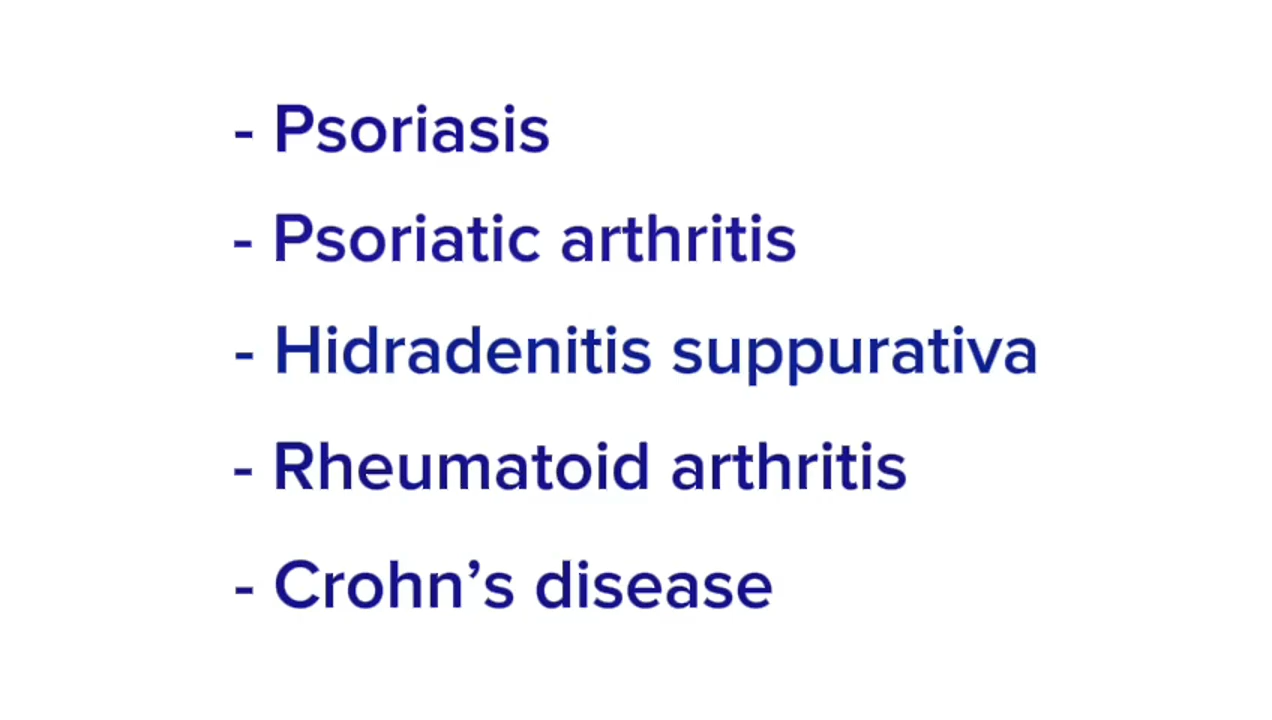 - Psoriasis
- Psoriatic arthritis
- Hidradenitis suppurativa
- Rheumatoid arthritis
- Crohn’s disease